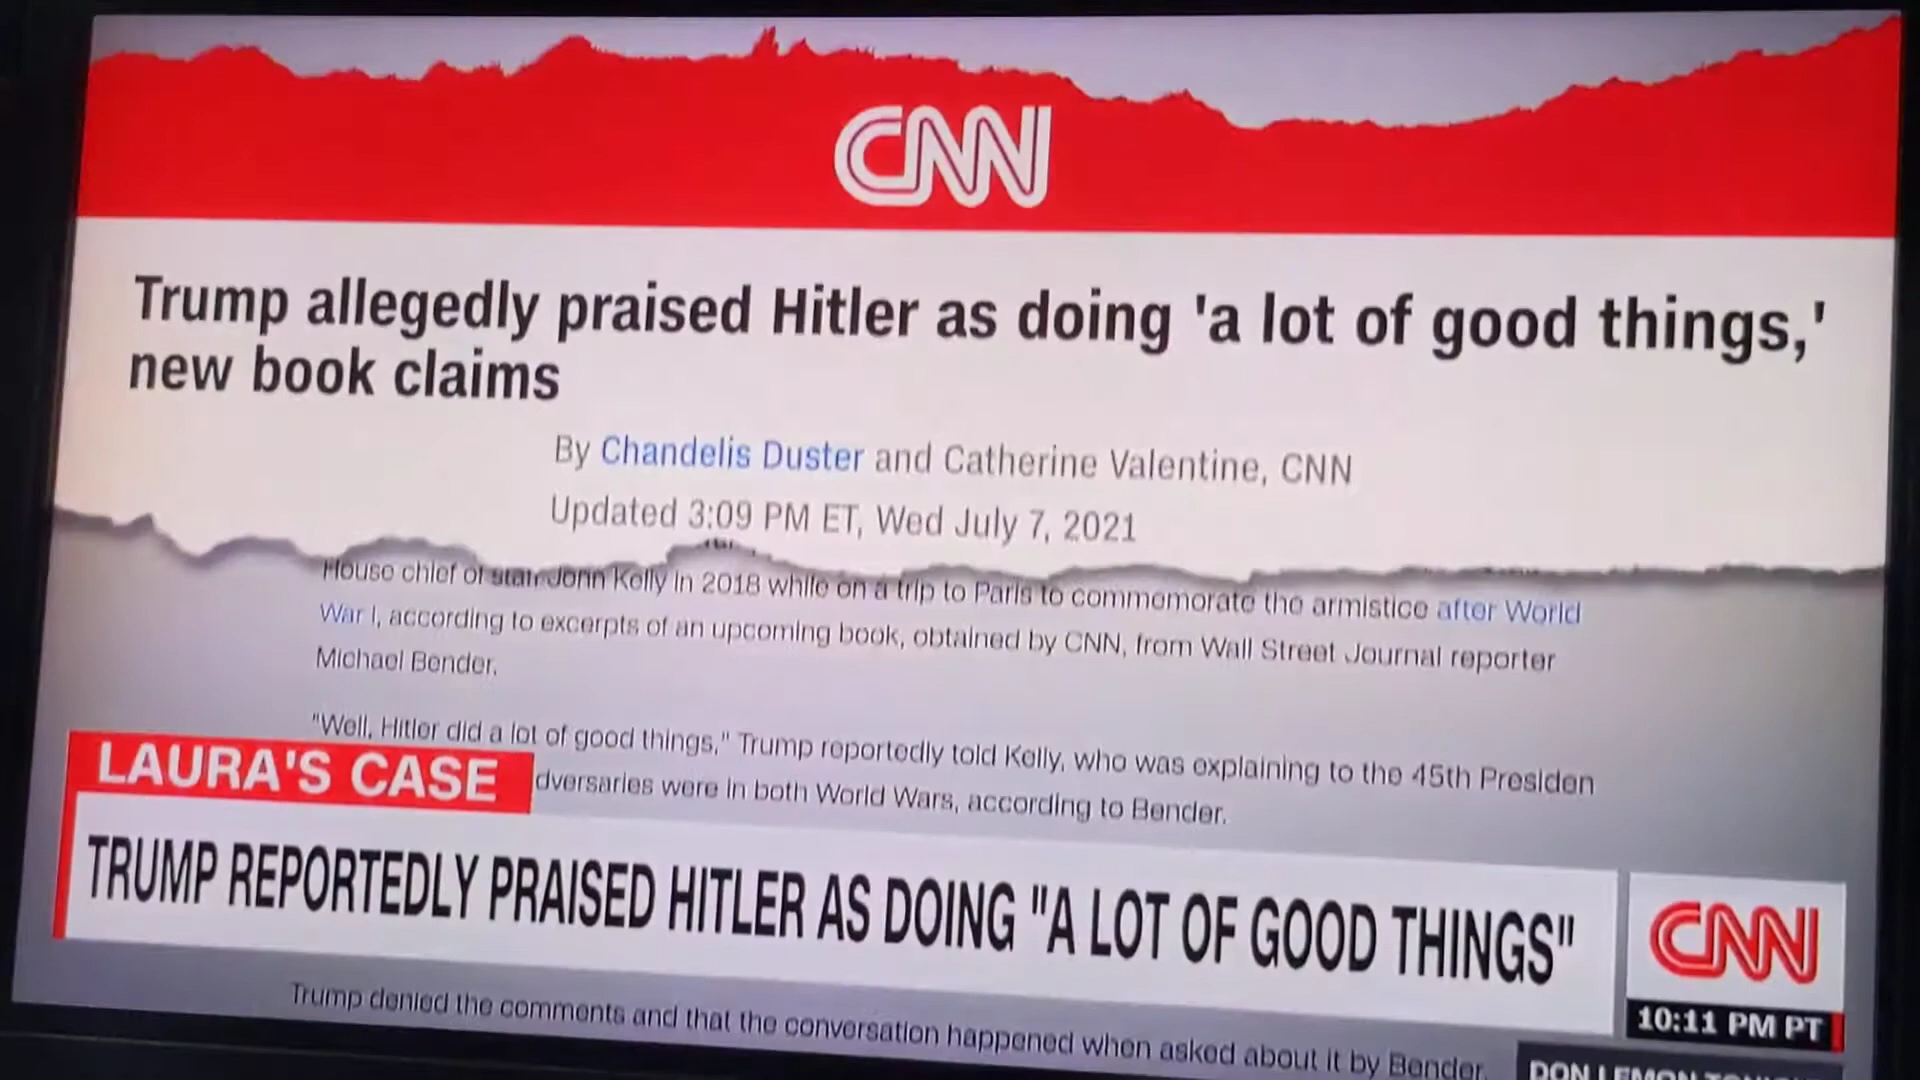 CNN
Trump allegedly praised Hitler as doing 'a lot of good things,'
new book claims
By Chandelis Duster and Catherine Valentine, CNN
Updated 3:09 PM ET, Wed July 7, 2021
House chief of staff John Kelly in 2018 while on a trip to Paris to commemorate the armistice after World
War I, according to excerpts of an upcoming book, obtained by CNN, from Wall Street Journal reporter
Michael Bender.
"Well, Hitler did a lot of good things," Trump reportedly told Kelly, who was explaining to the 45th Presiden
dversaries were in both World Wars, according to Bender.
LAURA'S CASE
TRUMP REPORTEDLY PRAISED HITLER AS DOING "A LOT OF GOOD THINGS"
CNN
10:11 PM PT
Trump denied the comments and that the conversation happened when asked about it by Bender.
DON LEMON